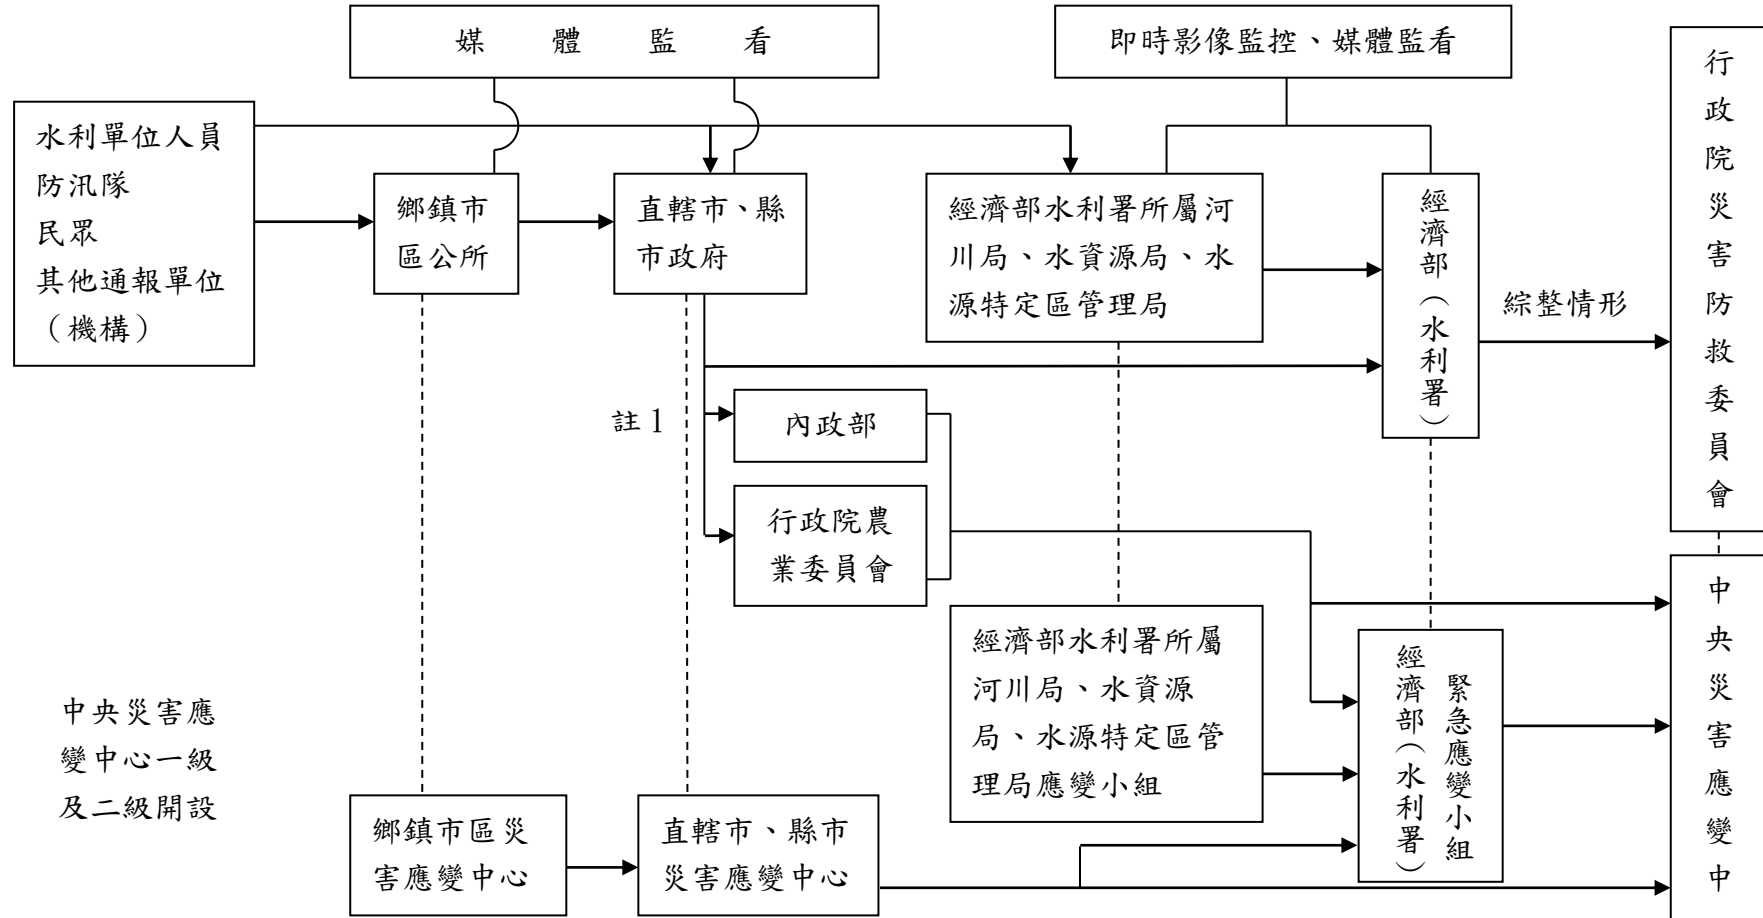 媒體監看
即時影像監控、媒體監看
行政院災害防救委員會
水利單位人員
防汛隊
民眾
其他通報單位
（機構）
鄉鎮市
區公所
直轄市、縣
市政府
經濟部水利署所屬河
川局、水資源局、水
源特定區管理局
經濟部（水利署）
綜整情形
註1
內政部
行政院農
業委員會
中央災害應
變中心一級
及二級開設
經濟部水利署所屬
河川局、水資源
局、水源特定區管
理局應變小組
經濟部（水利署）
緊急應變小組
中央災害應變中
鄉鎮市區災
害應變中心
直轄市、縣市
災害應變中心